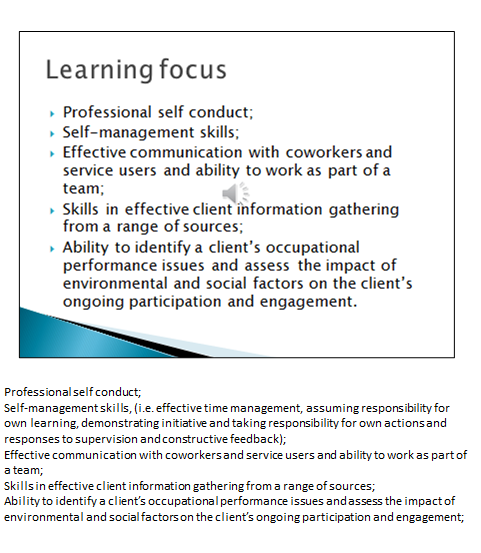 Learning focus
Professional self conduct;
Self-management skills;
Effective communication with coworkers and
service users and ability to work as part of a
team;
Skills in effective client information gathering
from a range of sources;
Ability to identify a client's occupational
performance issues and assess the impact of
environmental and social factors on the client's
ongoing participation and engagement.
Professional self conduct;
Self-management skills, (i.e. effective time management, assuming responsibility for
own learning, demonstrating initiative and taking responsibility for own actions and
responses to supervision and constructive feedback);
Effective communication with coworkers and service users and ability to work as part of
a team;
Skills in effective client information gathering from a range of sources;
Ability to identify a client's occupational performance issues and assess the impact of
environmental and social factors on the client's ongoing participation and engagement;